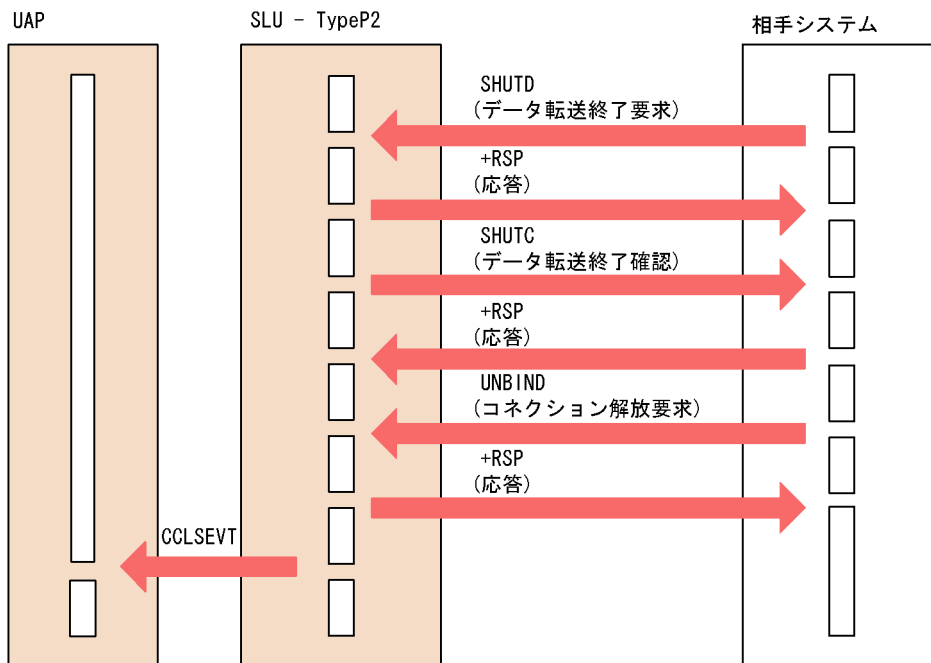 UAP
SLU - TypeP2
相手システム
SHUTD
(データ転送終了要求)
+RSP
(応答)
SHUTC
(データ転送終了確認)
+RSP
(応答)
UNBIND
(コネクション解放要求)
+RSP
(応答)
CCLSEVT